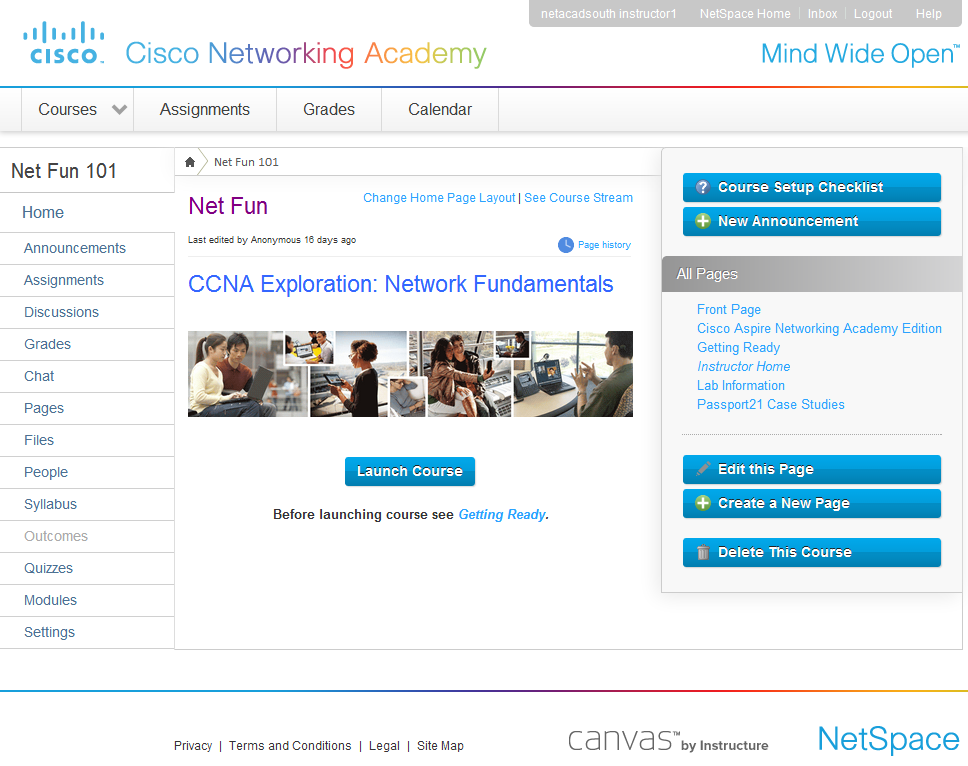 netacadsouth instructor1 NetSpace Home Inbox Logout Help
CISCO
Cisco Networking Academy
Mind Wide Open™
Courses Assignments Grades Calendar
Net Fun 101
Home
Announcements
Assignments
Discussions
Grades
Chat
Pages
Files
People
Syllabus
Outcomes
Quizzes
Modules
Settings
Net Fun 101
Net Fun
Change Home Page Layout | See Course Stream
Last edited by Anonymous 16 days ago
Page history
CCNA Exploration: Network Fundamentals
Launch Course
Before launching course see Getting Ready.
Course Setup Checklist
New Announcement
All Pages
Front Page
Cisco Aspire Networking Academy Edition
Getting Ready
Instructor Home
Lab Information
Passport21 Case Studies
Edit this Page
Create a New Page
Delete This Course
Privacy | Terms and Conditions | Legal | Site Map
canvas™ by Instructure
NetSpace